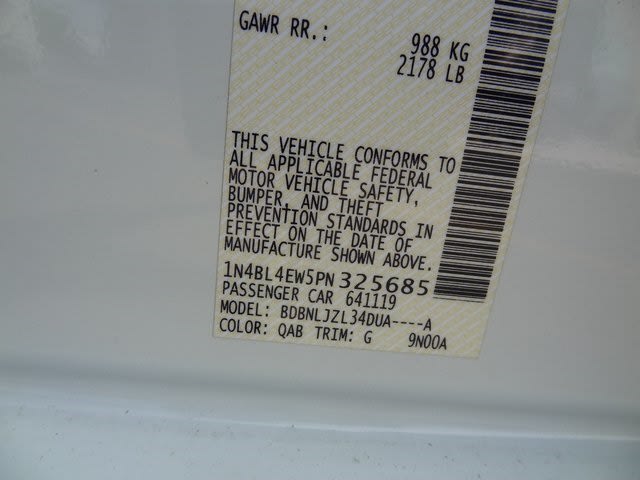 GAWR RR.: 988 KG
2178 LB
THIS VEHICLE CONFORMS TO
ALL APPLICABLE FEDERAL
MOTOR VEHICLE SAFETY,
BUMPER, AND THEFT
PREVENTION STANDARDS IN
EFFECT ON THE DATE OF
MANUFACTURE SHOWN ABOVE.
1N4BL4EW5PN325685
PASSENGER CAR 641119
MODEL: BDBNLJZL34DUA----A
COLOR: QAB TRIM: G 9N00A